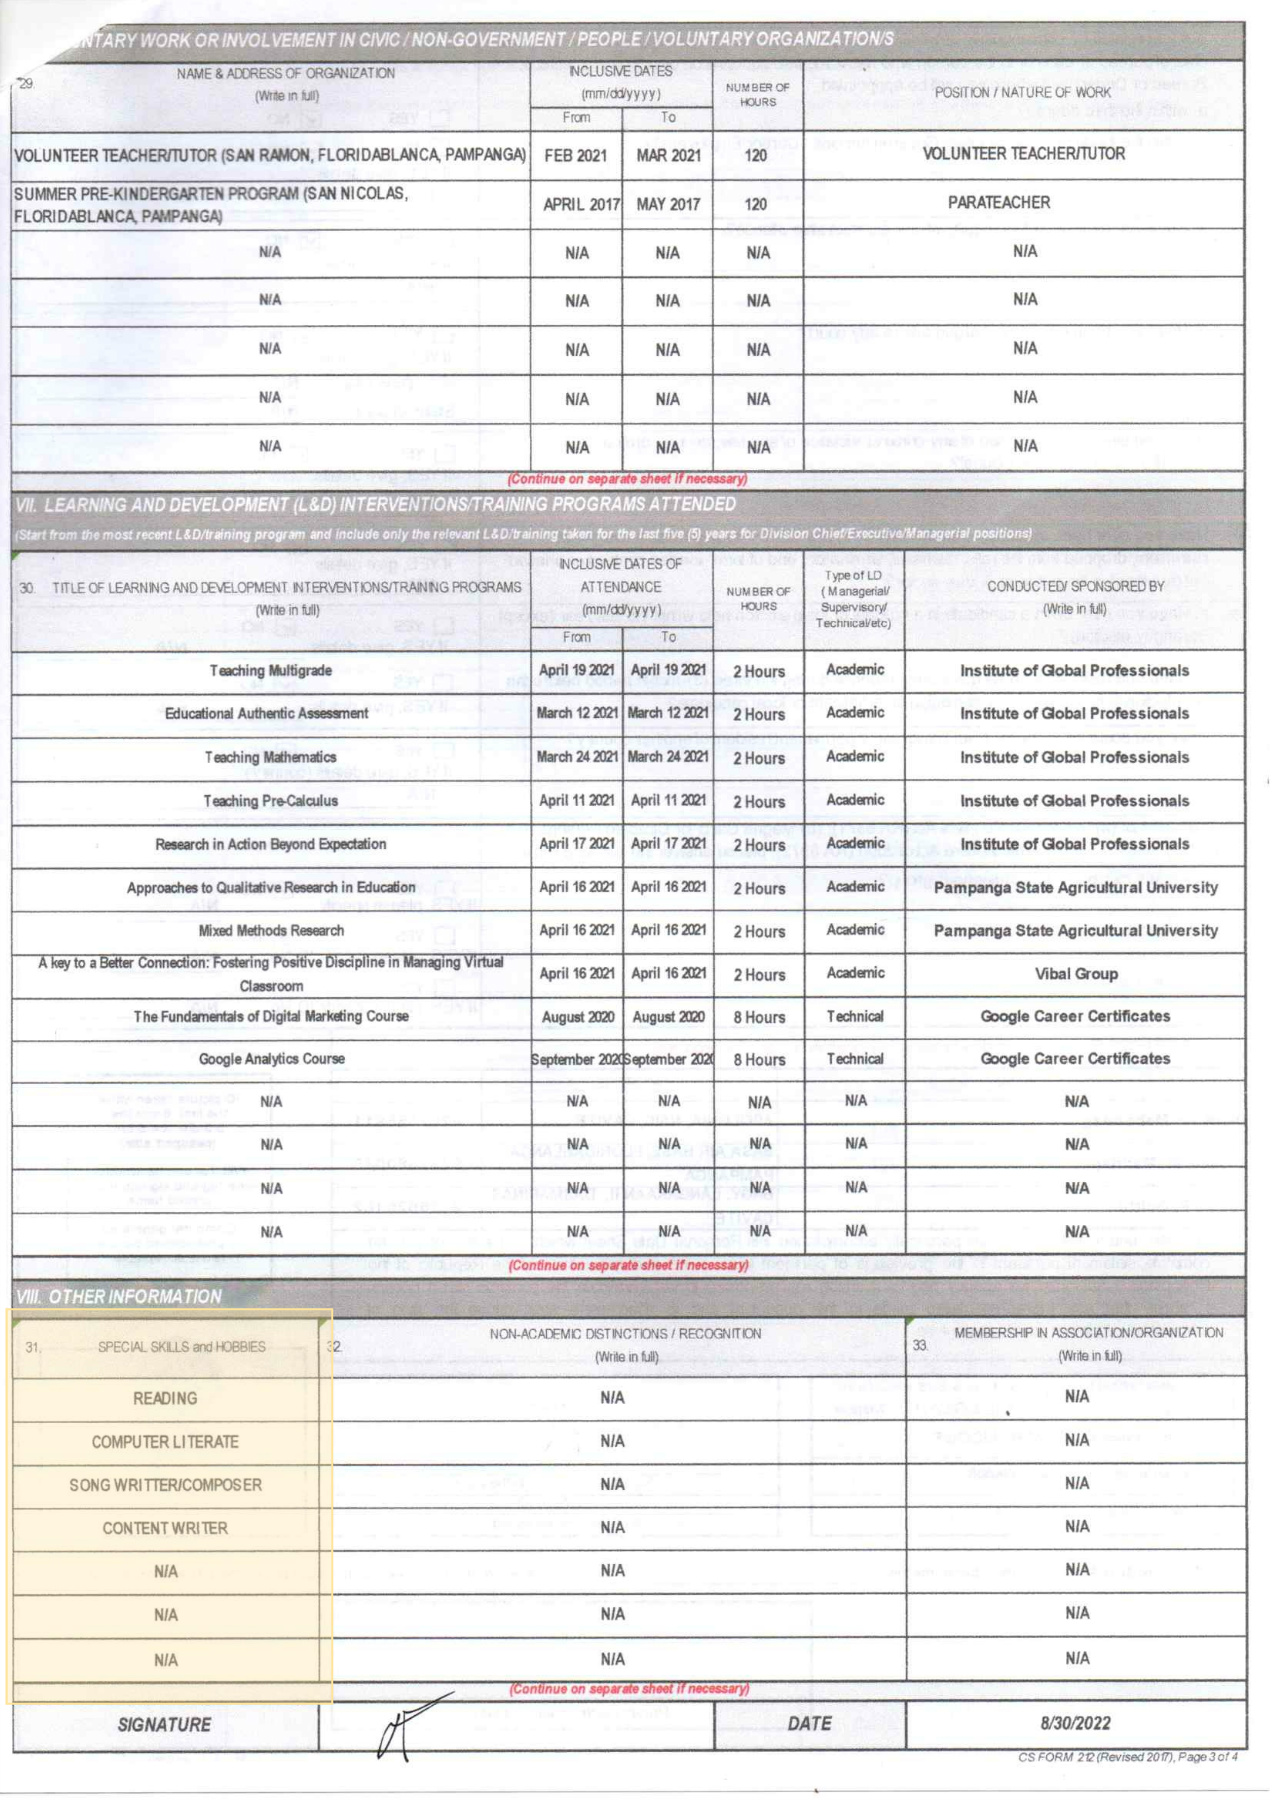 NTARY WORK OR INVOLVEMENT IN CIVIC / NON-GOVERNMENT / PEOPLE / VOLUNTARY ORGANIZATION/S
29. NAME & ADDRESS OF ORGANIZATION (Write in full) INCLUSIVE DATES (mm/dd/yyyy) From To NUMBER OF HOURS POSITION / NATURE OF WORK
VOLUNTEER TEACHER/TUTOR (SAN RAMON, FLORIDABLANCA, PAMPANGA) FEB 2021 MAR 2021 120 VOLUNTEER TEACHER/TUTOR
SUMMER PRE-KINDERGARTEN PROGRAM (SAN NICOLAS, FLORIDABLANCA, PAMPANGA) APRIL 2017 MAY 2017 120 PARATEACHER
N/A N/A N/A N/A N/A
N/A N/A N/A N/A N/A
N/A N/A N/A N/A N/A
N/A N/A N/A N/A N/A
N/A N/A N/A N/A N/A
(Continue on separate sheet if necessary)
VII. LEARNING AND DEVELOPMENT (L&D) INTERVENTIONS/TRAINING PROGRAMS ATTENDED
(Start from the most recent L&D/training program and include only the relevant L&D/training taken for the last five (5) years for Division Chief/Executive/Managerial positions)
30. TITLE OF LEARNING AND DEVELOPMENT INTERVENTIONS/TRAINING PROGRAMS (Write in full) INCLUSIVE DATES OF ATTENDANCE (mm/dd/yyyy) From To NUMBER OF HOURS Type of LD ( Managerial/ Supervisory/ Technical/etc) CONDUCTED/ SPONSORED BY (Write in full)
Teaching Multigrade April 19 2021 April 19 2021 2 Hours Academic Institute of Global Professionals
Educational Authentic Assessment March 12 2021 March 12 2021 2 Hours Academic Institute of Global Professionals
Teaching Mathematics March 24 2021 March 24 2021 2 Hours Academic Institute of Global Professionals
Teaching Pre-Calculus April 11 2021 April 11 2021 2 Hours Academic Institute of Global Professionals
Research in Action Beyond Expectation April 17 2021 April 17 2021 2 Hours Academic Institute of Global Professionals
Approaches to Qualitative Research in Education April 16 2021 April 16 2021 2 Hours Academic Pampanga State Agricultural University
Mixed Methods Research April 16 2021 April 16 2021 2 Hours Academic Pampanga State Agricultural University
A key to a Better Connection: Fostering Positive Discipline in Managing Virtual Classroom April 16 2021 April 16 2021 2 Hours Academic Vibal Group
The Fundamentals of Digital Marketing Course August 2020 August 2020 8 Hours Technical Google Career Certificates
Google Analytics Course September 2020 September 2020 8 Hours Technical Google Career Certificates
N/A N/A N/A N/A N/A N/A
N/A N/A N/A N/A N/A N/A
N/A N/A N/A N/A N/A N/A
N/A N/A N/A N/A N/A N/A
(Continue on separate sheet if necessary)
VIII. OTHER INFORMATION
31. SPECIAL SKILLS and HOBBIES 32. NON-ACADEMIC DISTINCTIONS / RECOGNITION (Write in full) 33. MEMBERSHIP IN ASSOCIATION/ORGANIZATION (Write in full)
READING N/A N/A
COMPUTER LITERATE N/A N/A
SONG WRITTER/COMPOSER N/A N/A
CONTENT WRITER N/A N/A
N/A N/A N/A
N/A N/A N/A
N/A N/A N/A
(Continue on separate sheet if necessary)
SIGNATURE DATE 8/30/2022
CS FORM 212 (Revised 2017), Page 3 of 4